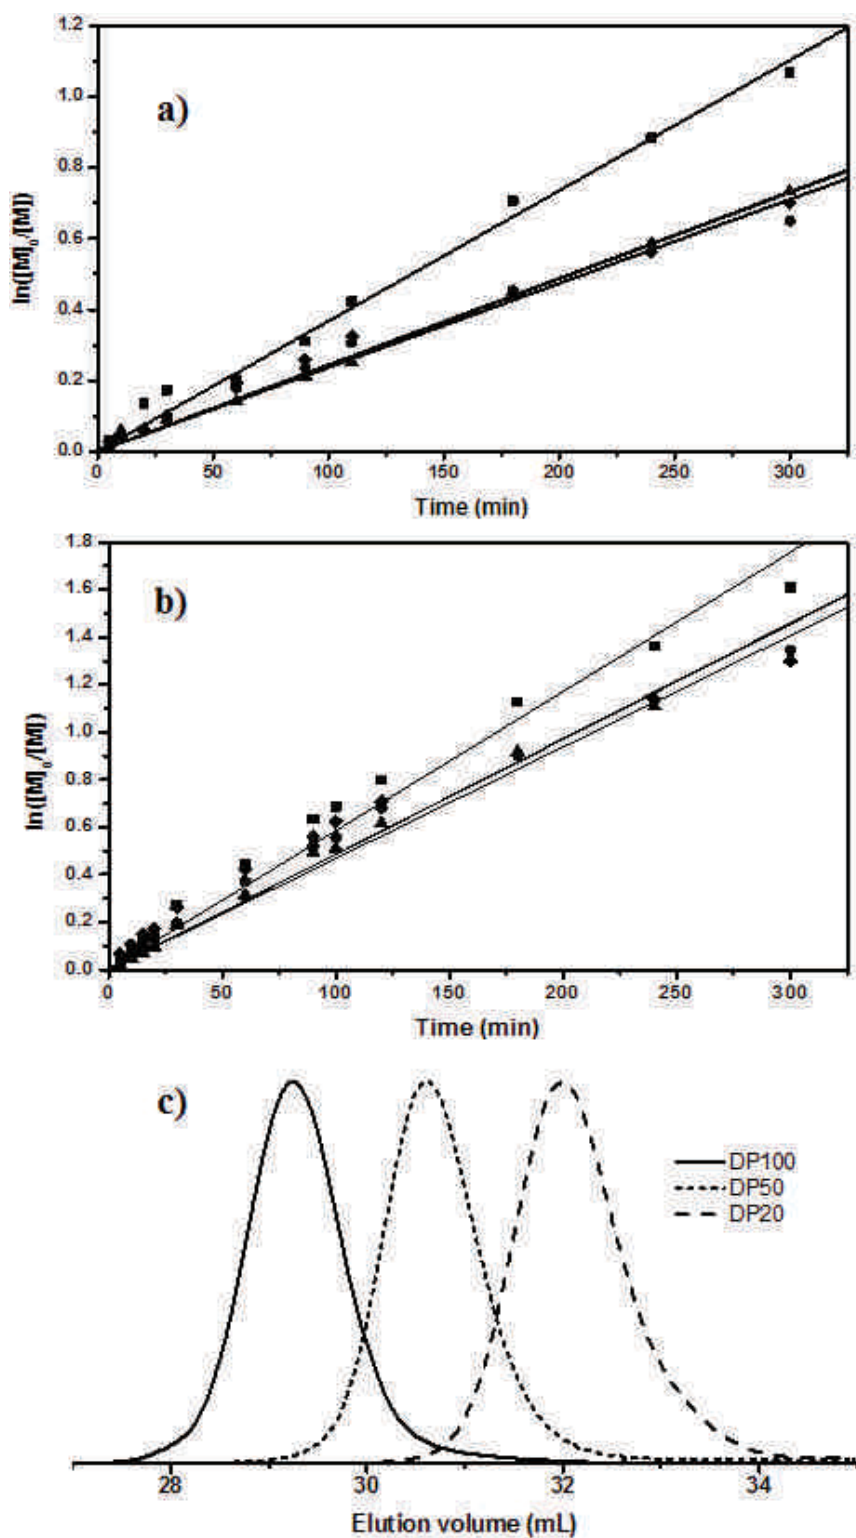 1.2
1.0
0.8
0.6
0.4
0.2
0.0
ln([M]0/[M])
a)
0 50 100 150 200 250 300
Time (min)
1.8
1.6
1.4
1.2
1.0
0.8
0.6
0.4
0.2
0.0
ln([M]0/[M])
b)
0 50 100 150 200 250 300
Time (min)
c)
DP100
DP50
DP20
28 30 32 34
Elution volume (mL)